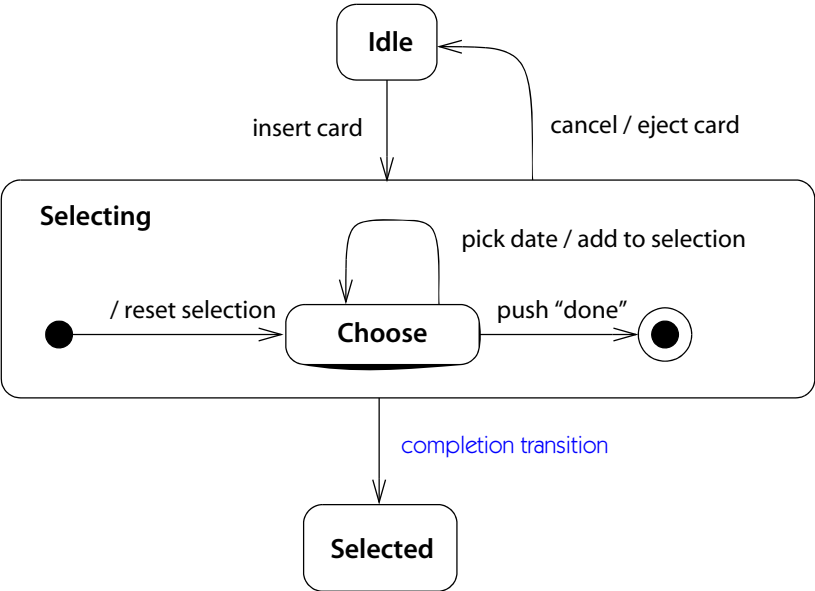 Idle
insert card
cancel / eject card
Selecting
pick date / add to selection
/ reset selection
push “done”
Choose
completion transition
Selected